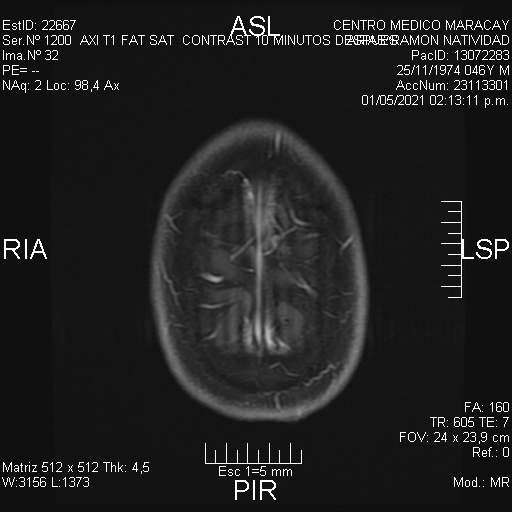 EstID: 22667
ASL
CENTRO MEDICO MARACAY
Ser.Nº 1200 AXI T1 FAT SAT CONTRAST 10 MINUTOS RAMON NATIVIDAD
Ima.Nº 32
PacID: 13072283
PE= --
25/11/1974 046Y M
NAq: 2 Loc: 98,4 Ax
AccNum: 23113301
01/05/2021 02:13:11 p.m.
RIA
LSP
FA: 160
TR: 605 TE: 7
FOV: 24 x 23,9 cm
Ref.: 0
Matriz 512 x 512 Thk: 4,5
Esc 1=5 mm
W:3156 L:1373
PIR
Mod.: MR